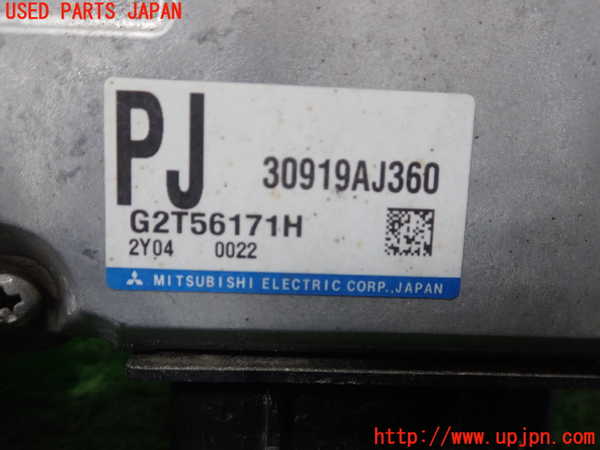 USED PARTS JAPAN
PJ
30919AJ360
G2T56171H
2Y04 0022
MITSUBISHI ELECTRIC CORP., JAPAN
http://www.upjpn.com/